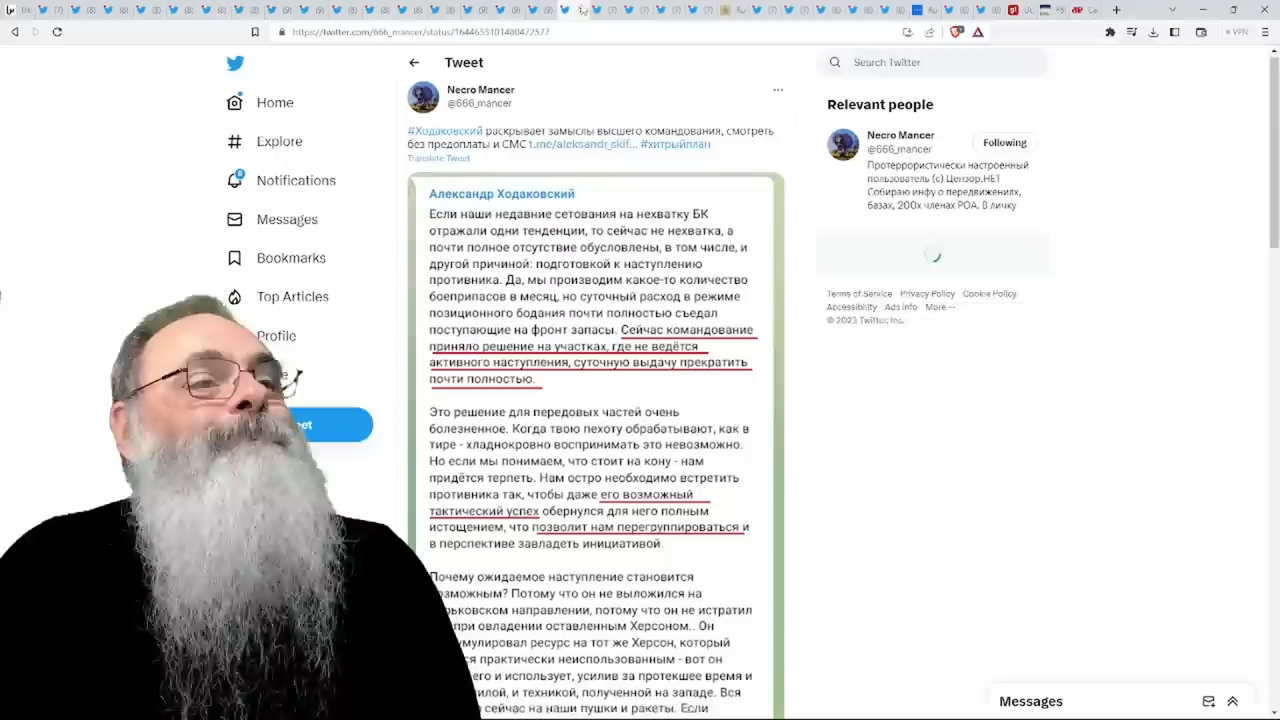 https://twitter.com/666_mancer/status/1644633101480472577
VPN
Home
Explore
Notifications
Messages
Bookmarks
Top Articles
Profile
Tweet
Necro Mancer
@666_mancer
#Ходаковский раскрывает замыслы высшего командования, смотреть
без предоплаты и СМС t.me/aleksandr_skif... #хитрыйплан
Translate Tweet
Александр Ходаковский
Если наши недавние сетования на нехватку БК
отражали одни тенденции, то сейчас не нехватка, а
почти полное отсутствие обусловлены, в том числе, и
другой причиной: подготовкой к наступлению
противника. Да, мы производим какое-то количество
боеприпасов в месяц, но суточный расход в режиме
позиционного бодания почти полностью съедал
поступающие на фронт запасы. Сейчас командование
приняло решение на участках, где не ведётся
активного наступления, суточную выдачу прекратить
почти полностью.
Это решение для передовых частей очень
болезненное. Когда твою пехоту обрабатывают, как в
тире - хладнокровно воспринимать это невозможно.
Но если мы понимаем, что стоит на кону - нам
придётся терпеть. Нам остро необходимо встретить
противника так, чтобы даже его возможный
тактический успех обернулся для него полным
истощением, что позволит нам перегруппироваться и
в перспективе завладеть инициативой.
Почему ожидаемое наступление становится
озможным? Потому что он не выложился на
рьковском направлении, потому что он не истратил
при овладении оставленным Херсоном.. Он
умулировал ресурс на тот же Херсон, который
ся практически неиспользованным - вот он
его и использует, усилив за протекшее время и
илой, и техникой, полученной на западе. Вся
сейчас на наши пушки и ракеты. Если
Search Twitter
Relevant people
Necro Mancer
@666_mancer
Following
Протеррористически настроенный
пользователь (с) Цензор.НЕТ
Собираю инфу о передвижениях,
базах, 200х членах РОА. В личку
Terms of Service Privacy Policy Cookie Policy
Accessibility Ads info More ···
© 2023 Twitter, Inc.
Messages